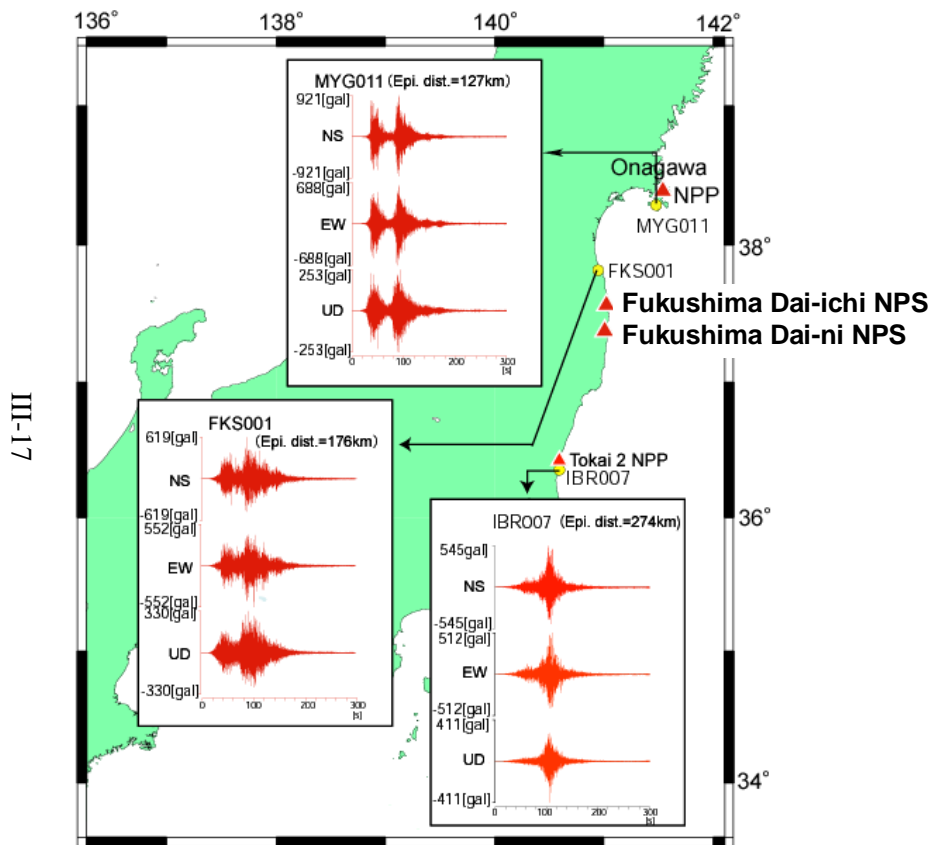 136°
138°
140°
142°
MYG011 (Epi. dist.=127km)
921[gal]
NS
-921[gal]
688[gal]
EW
-688[gal]
253[gal]
UD
-253[gal]
0
100
200
300
[s]
Onagawa
NPP
MYG011
38°
FKS001
Fukushima Dai-ichi NPS
Fukushima Dai-ni NPS
III-17
FKS001
(Epi. dist.=176km)
619[gal]
NS
-619[gal]
552[gal]
EW
-552[gal]
330[gal]
UD
-330[gal]
0
100
200
300
[s]
Tokai 2 NPP
IBR007
36°
IBR007 (Epi. dist.=274km)
545gal]
NS
-545[gal]
512[gal]
EW
-512[gal]
411[gal]
UD
-411[gal]
0
100
200
300
[s]
34°